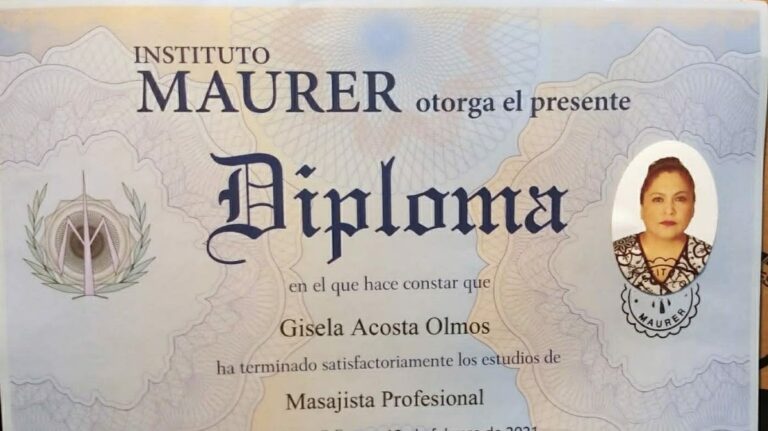 INSTITUTO
MAURER otorga el presente
Diploma
en el que hace constar que
Gisela Acosta Olmos
ha terminado satisfactoriamente los estudios de
Masajista Profesional
MAURER